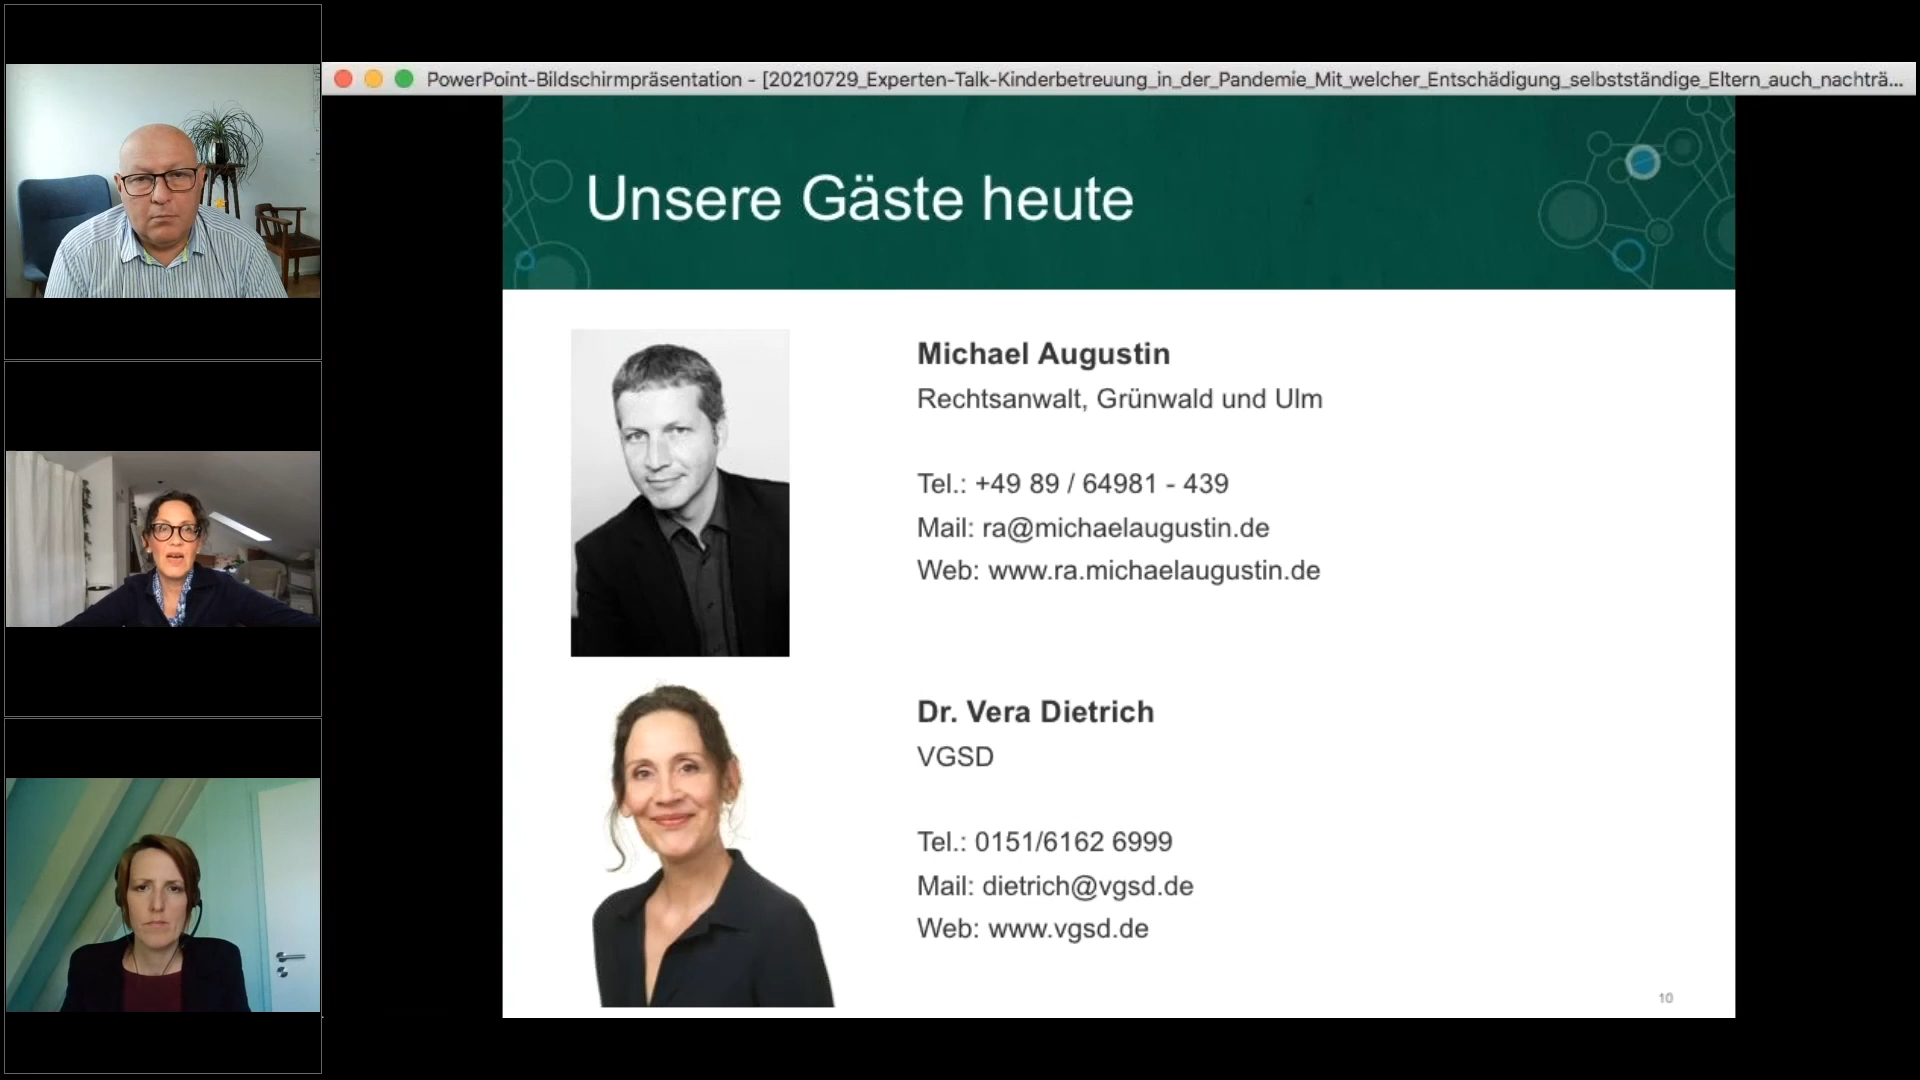 PowerPoint-Bildschirmpräsentation - [20210729_Experten-Talk-Kinderbetreuung_in_der_Pandemie_Mit_welcher_Entschädigung_selbstständige_Eltern_auch_nachträ...
Unsere Gäste heute
Michael Augustin
Rechtsanwalt, Grünwald und Ulm
Tel.: +49 89 / 64981 - 439
Mail: ra@michaelaugustin.de
Web: www.ra.michaelaugustin.de
Dr. Vera Dietrich
VGSD
Tel.: 0151/6162 6999
Mail: dietrich@vgsd.de
Web: www.vgsd.de
10